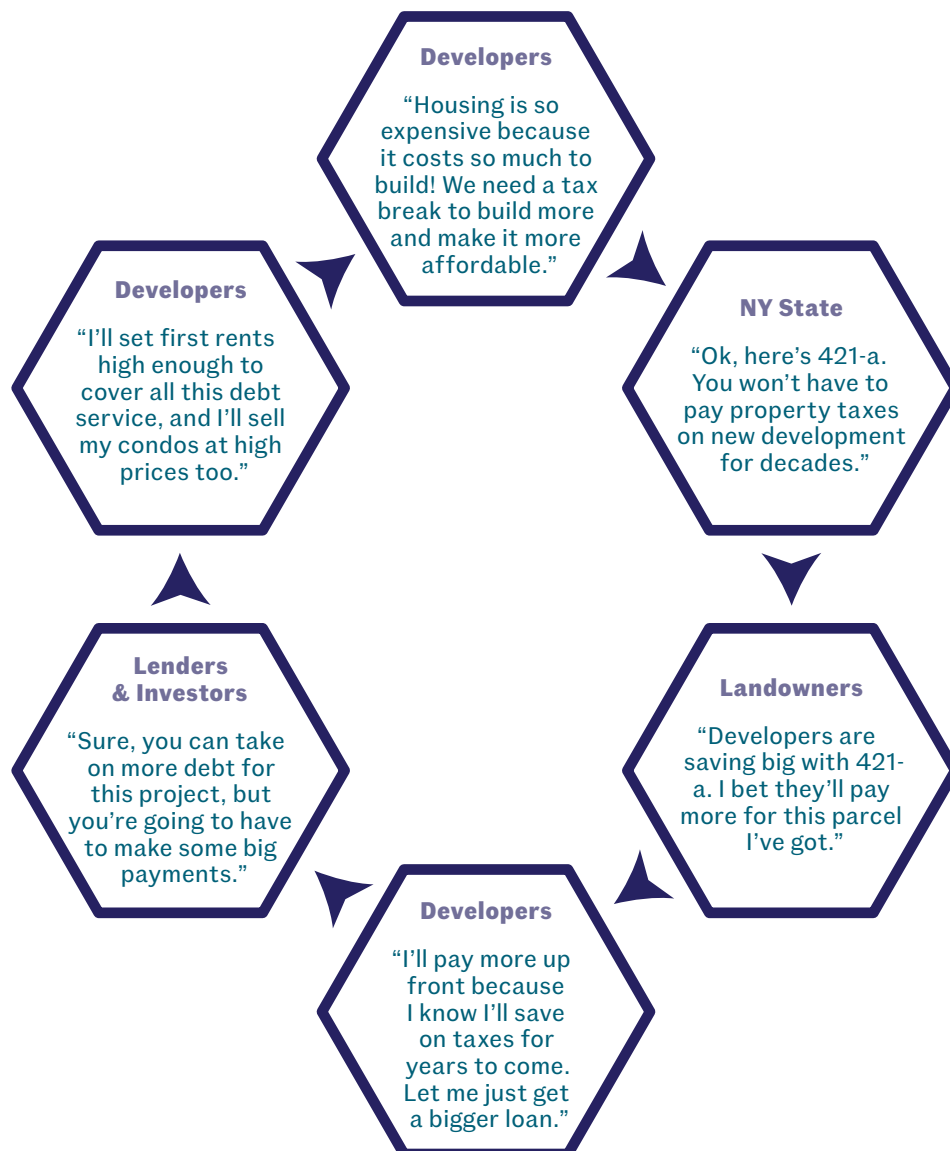 Developers
“Housing is so
expensive because
it costs so much to
build! We need a tax
break to build more
and make it more
affordable.”
NY State
“Ok, here’s 421-a.
You won’t have to
pay property taxes
on new development
for decades.”
Landowners
“Developers are
saving big with 421-
a. I bet they’ll pay
more for this parcel
I’ve got.”
Developers
“I’ll pay more up
front because
I know I’ll save
on taxes for
years to come.
Let me just get
a bigger loan.”
Lenders
& Investors
“Sure, you can take
on more debt for
this project, but
you’re going to have
to make some big
payments.”
Developers
“I’ll set first rents
high enough to
cover all this debt
service, and I’ll sell
my condos at high
prices too.”